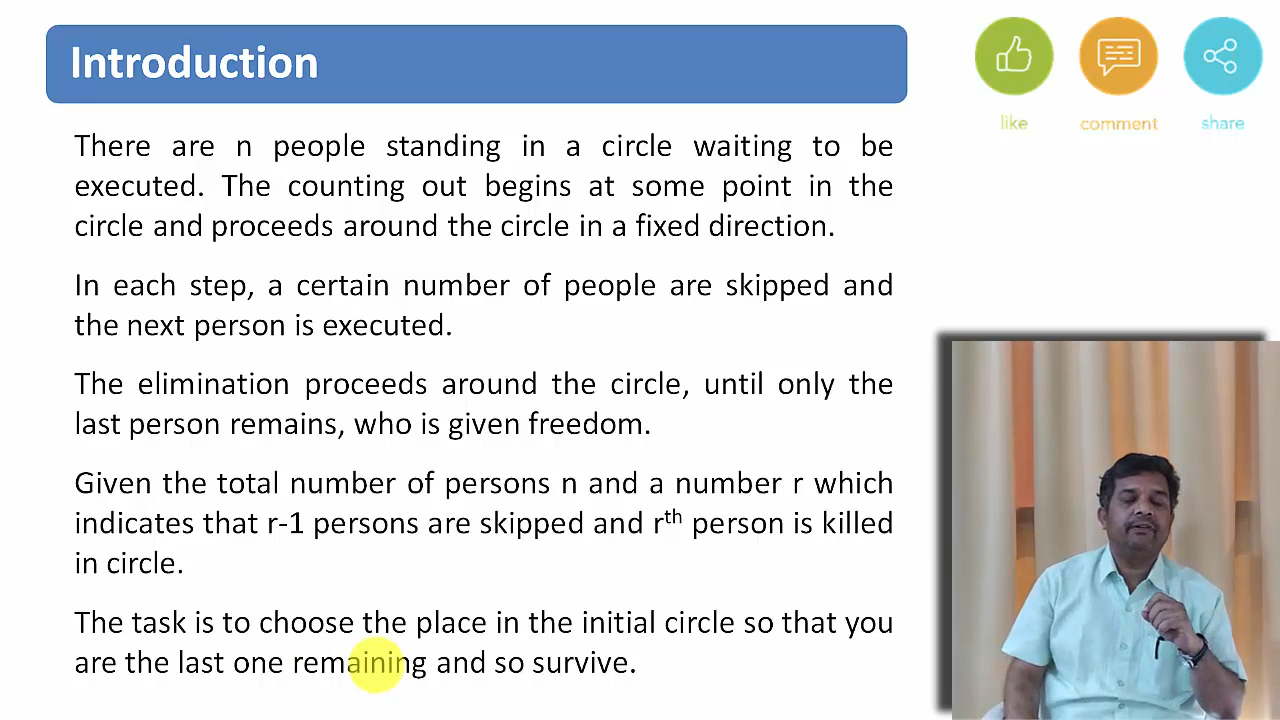 Introduction
like
comment
share
There are n people standing in a circle waiting to be
executed. The counting out begins at some point in the
circle and proceeds around the circle in a fixed direction.
In each step, a certain number of people are skipped and
the next person is executed.
The elimination proceeds around the circle, until only the
last person remains, who is given freedom.
Given the total number of persons n and a number r which
indicates that r-1 persons are skipped and rth person is killed
in circle.
The task is to choose the place in the initial circle so that you
are the last one remaining and so survive.